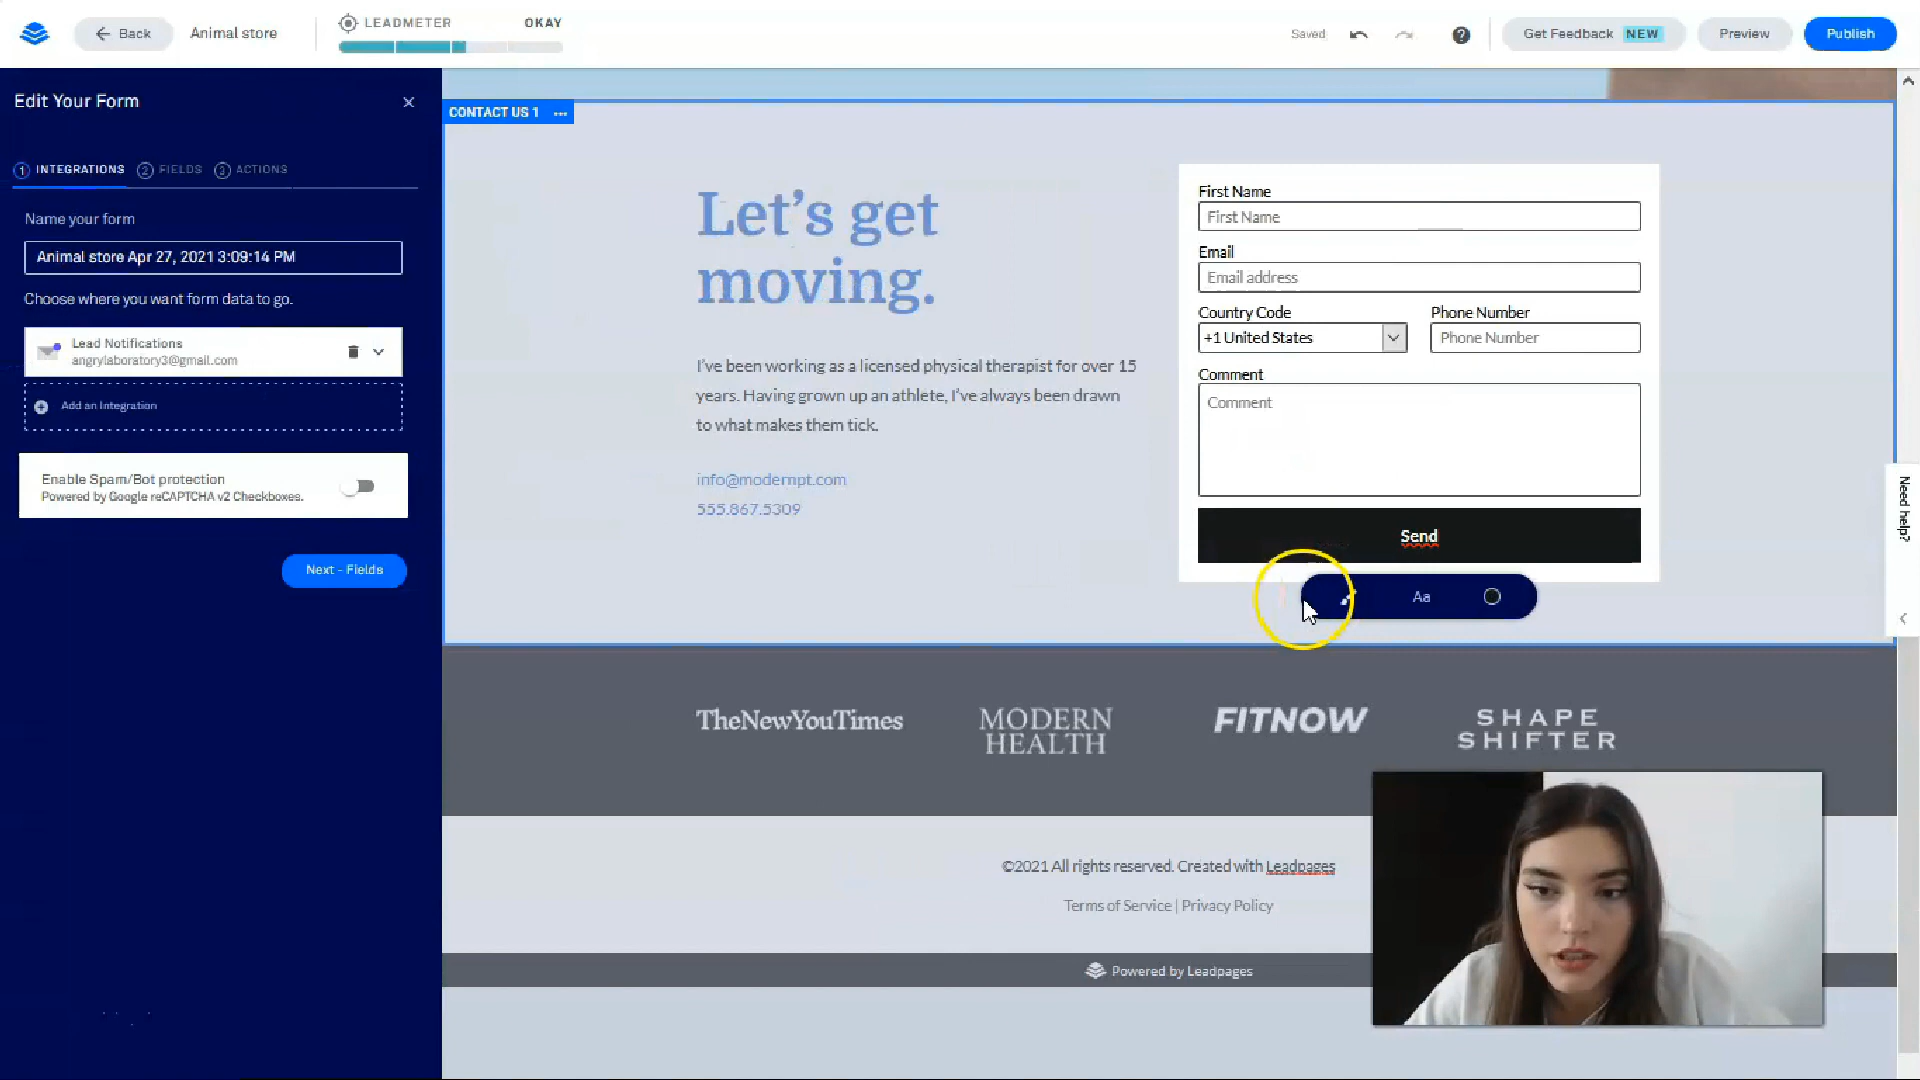 Back
Animal store
LEADMETER
OKAY
Saved
?
Get Feedback NEW
Preview
Publish
Edit Your Form
1 INTEGRATIONS
2 FIELDS
3 ACTIONS
Name your form
Animal store Apr 27, 2021 3:09:14 PM
Choose where you want form data to go.
Lead Notifications
angrylaboratory3@gmail.com
Add an Integration
Enable Spam/Bot protection
Powered by Google reCAPTCHA v2 Checkboxes.
Next - Fields
CONTACT US 1
Let’s get
moving.
I’ve been working as a licensed physical therapist for over 15
years. Having grown up an athlete, I’ve always been drawn
to what makes them tick.
info@modernpt.com
555.867.5309
First Name
First Name
Email
Email address
Country Code
+1 United States
Phone Number
Phone Number
Comment
Comment
Send
Aa
Need help?
TheNewYouTimes
MODERN
HEALTH
FITNOW
SHAPE
SHIFTER
©2021 All rights reserved. Created with Leadpages
Terms of Service | Privacy Policy
Powered by Leadpages